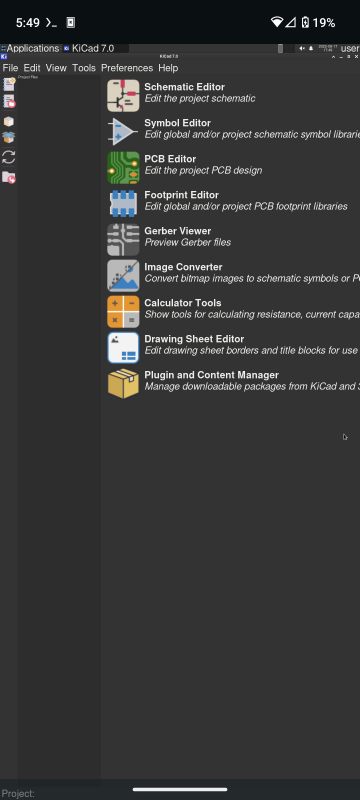 5:49
19%
Applications KiCad 7.0 user
KiCad 7.0
File Edit View Tools Preferences Help
Project Files
Schematic Editor
Edit the project schematic
Symbol Editor
Edit global and/or project schematic symbol librarie
PCB Editor
Edit the project PCB design
Footprint Editor
Edit global and/or project PCB footprint libraries
Gerber Viewer
Preview Gerber files
Image Converter
Convert bitmap images to schematic symbols or P
Calculator Tools
Show tools for calculating resistance, current capa
Drawing Sheet Editor
Edit drawing sheet borders and title blocks for use
Plugin and Content Manager
Manage downloadable packages from KiCad and
Project: